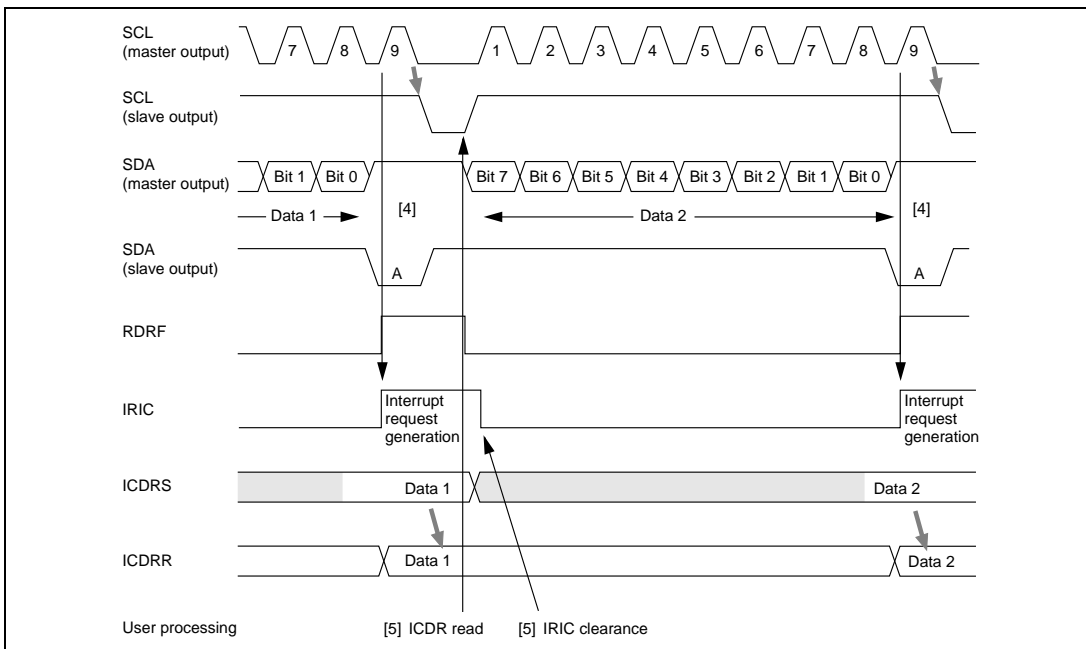 SCL
(master output)
7 8 9 1 2 3 4 5 6 7 8 9
SCL
(slave output)
SDA
(master output)
Bit 1 Bit 0 Bit 7 Bit 6 Bit 5 Bit 4 Bit 3 Bit 2 Bit 1 Bit 0
Data 1 [4] Data 2 [4]
SDA
(slave output)
A A
RDRF
IRIC
Interrupt
request
generation
Interrupt
request
generation
ICDRS
Data 1 Data 2
ICDRR
Data 1 Data 2
User processing [5] ICDR read [5] IRIC clearance